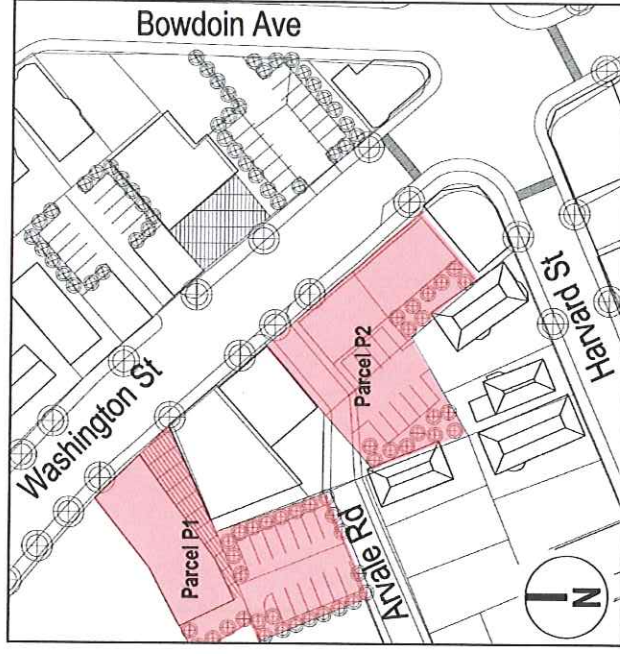 Bowdoin Ave
Washington St
Parcel P2
Harvard St
Parcel P1
Arvale Rd
N